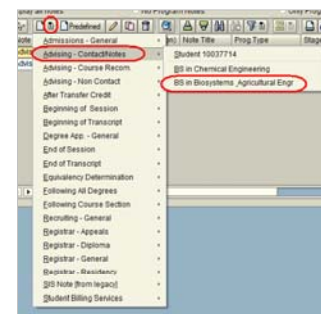 Predefined
Note Title Prog.Type Stage
Admissions - General
Advising - Contact/Notes
Advising - Course Recom.
Advising - Non Contact
After Transfer Credit
Beginning of Session
Beginning of Transcript
Degree App. - General
End of Session
End of Transcript
Equivalency Determination
Following All Degrees
Following Course Section
Recruiting - General
Registrar - Appeals
Registrar - Diploma
Registrar - General
Registrar - Residency
SIS Note [from legacy]
Student Billing Services
Student 10037714
BS in Chemical Engineering
BS in Biosystems ,Agricultural Engr